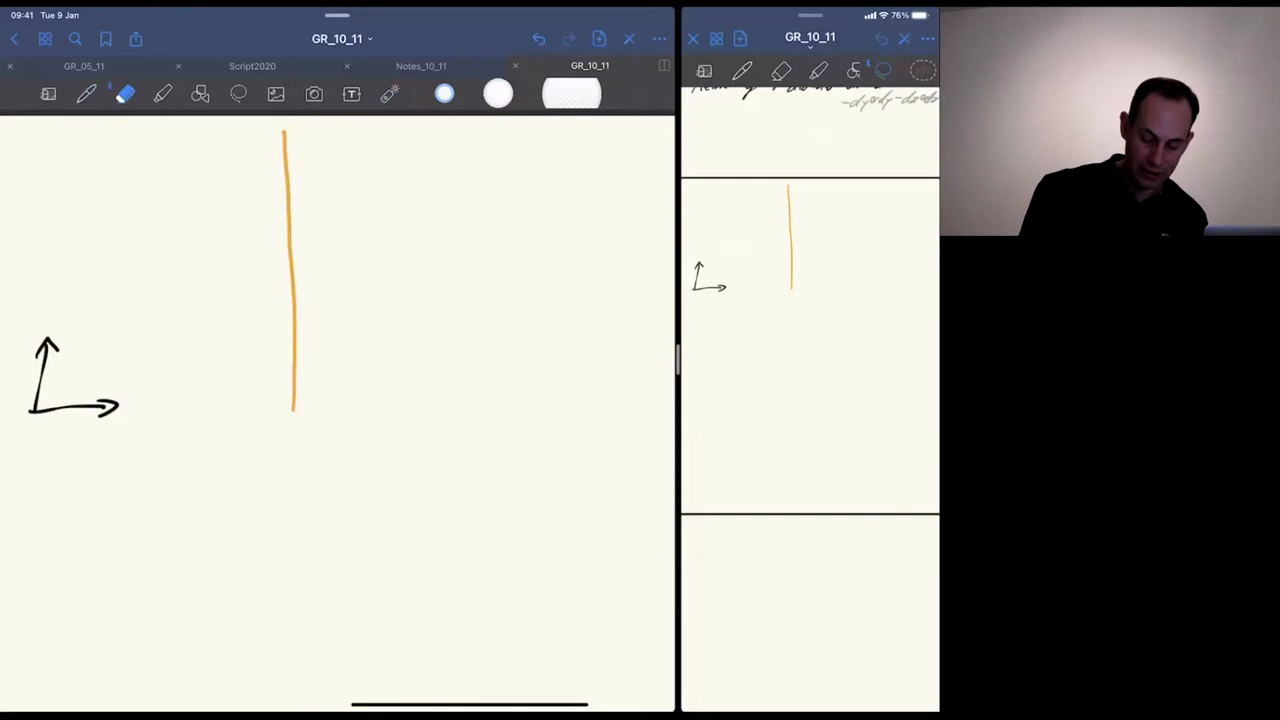 09:41 Tue 9 Jan
76%
GR_10_11
GR_10_11
GR_05_11
Script2020
Notes_10_11
GR_10_11
T